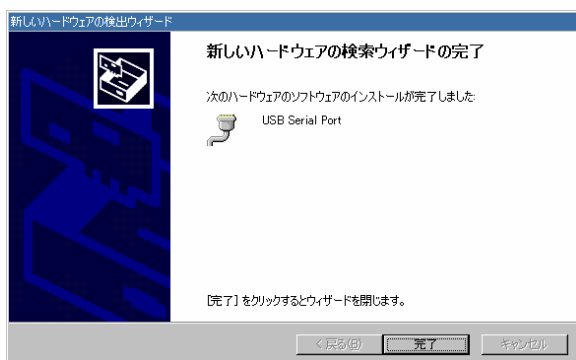 新しいハードウェアの検出ウィザード
新しいハードウェアの検索ウィザードの完了
次のハードウェアのソフトウェアのインストールが完了しました:
USB Serial Port
[完了] をクリックするとウィザードを閉じます。
< 戻る(B)
完了
キャンセル